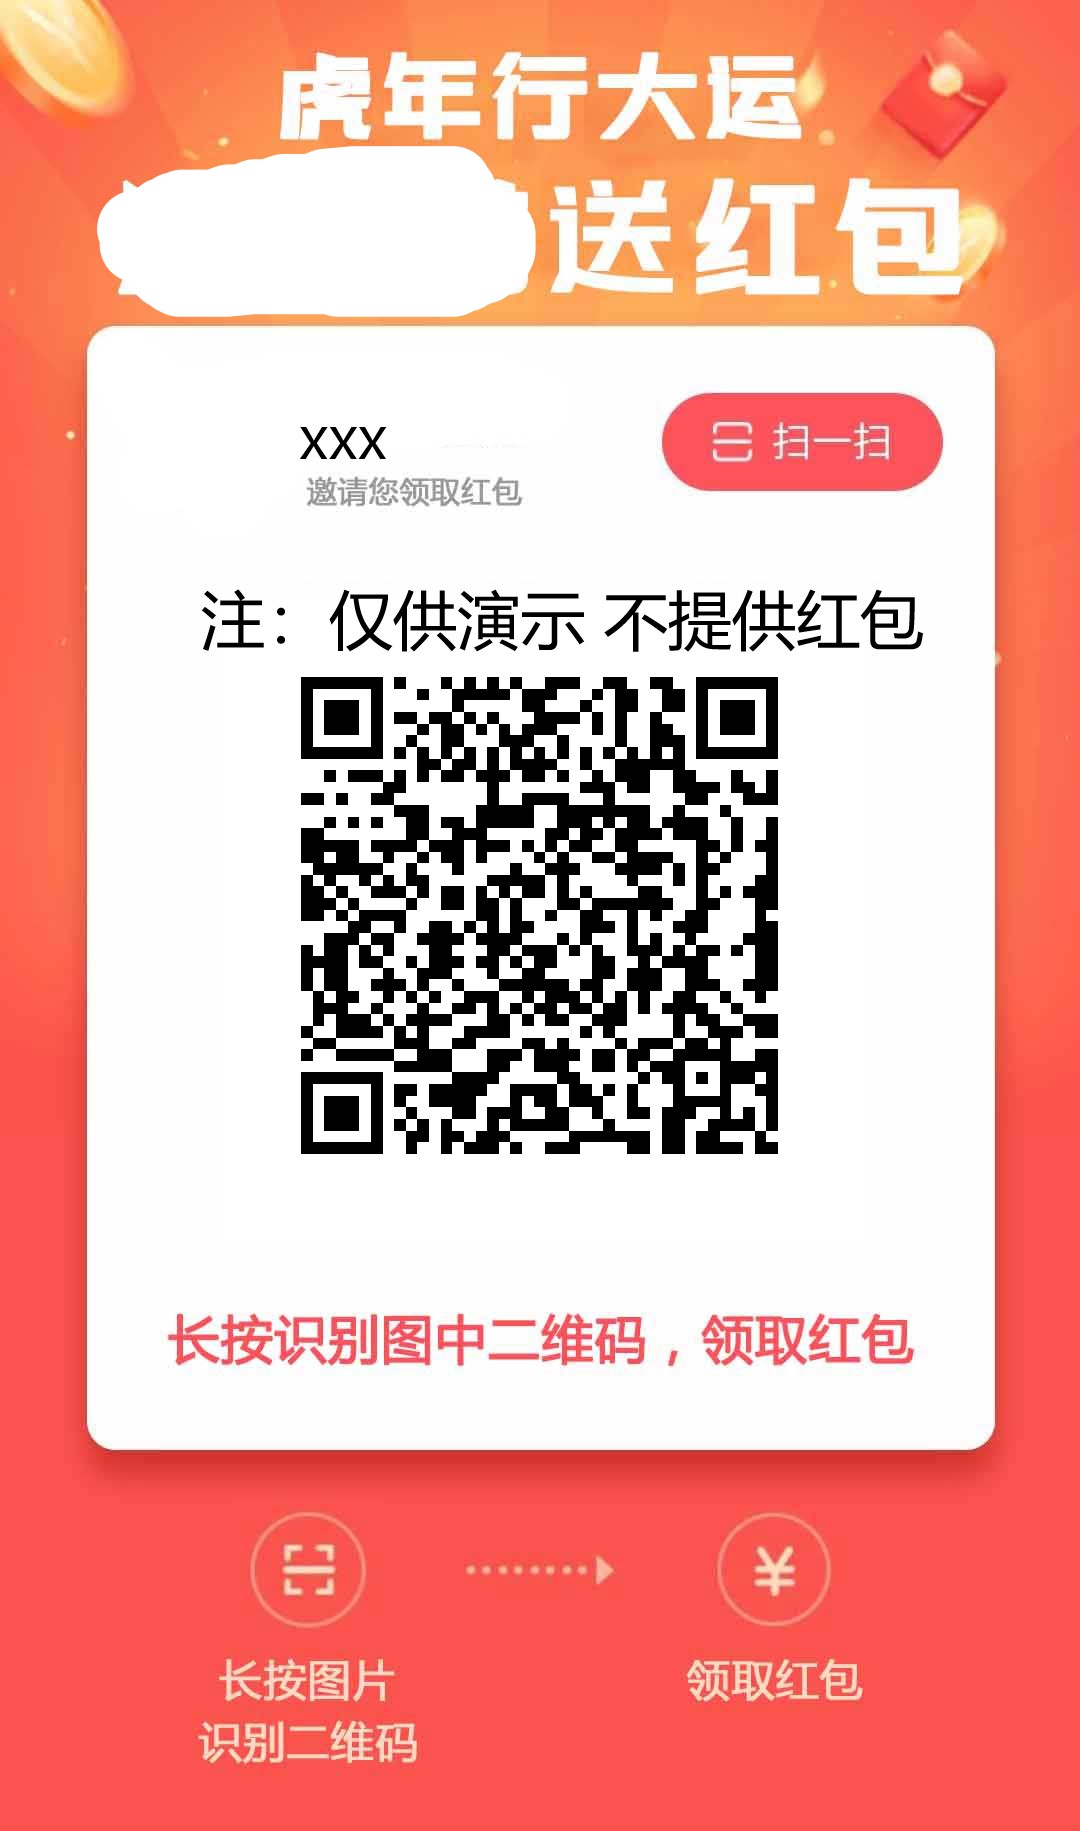 虎年行大运
送红包
XXX
扫一扫
邀请您领取红包
注：仅供演示 不提供红包
长按识别图中二维码，领取红包
长按图片
识别二维码
领取红包